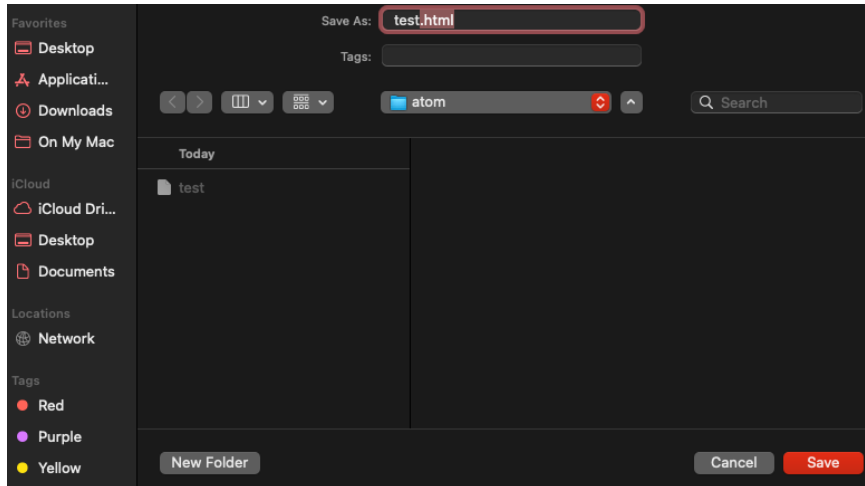 Favorites
Desktop
Applicati...
Downloads
On My Mac
iCloud
iCloud Dri...
Desktop
Documents
Locations
Network
Tags
Red
Purple
Yellow
Save As: test.html
Tags:
atom
Search
Today
test
New Folder
Cancel
Save